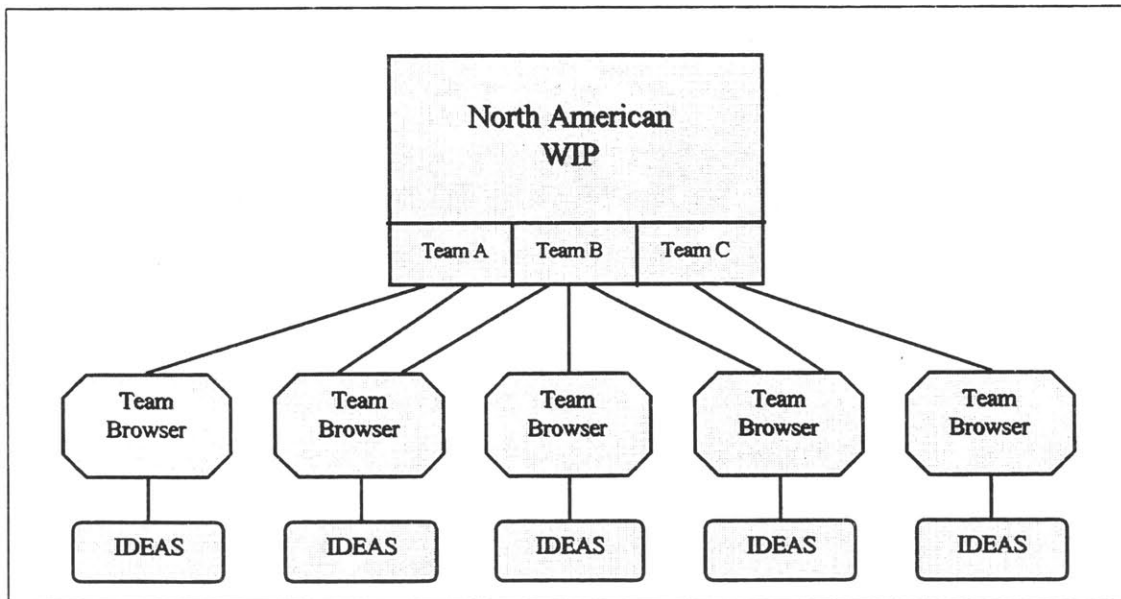 North American
WIP
Team A
Team B
Team C
Team
Browser
Team
Browser
Team
Browser
Team
Browser
Team
Browser
IDEAS
IDEAS
IDEAS
IDEAS
IDEAS